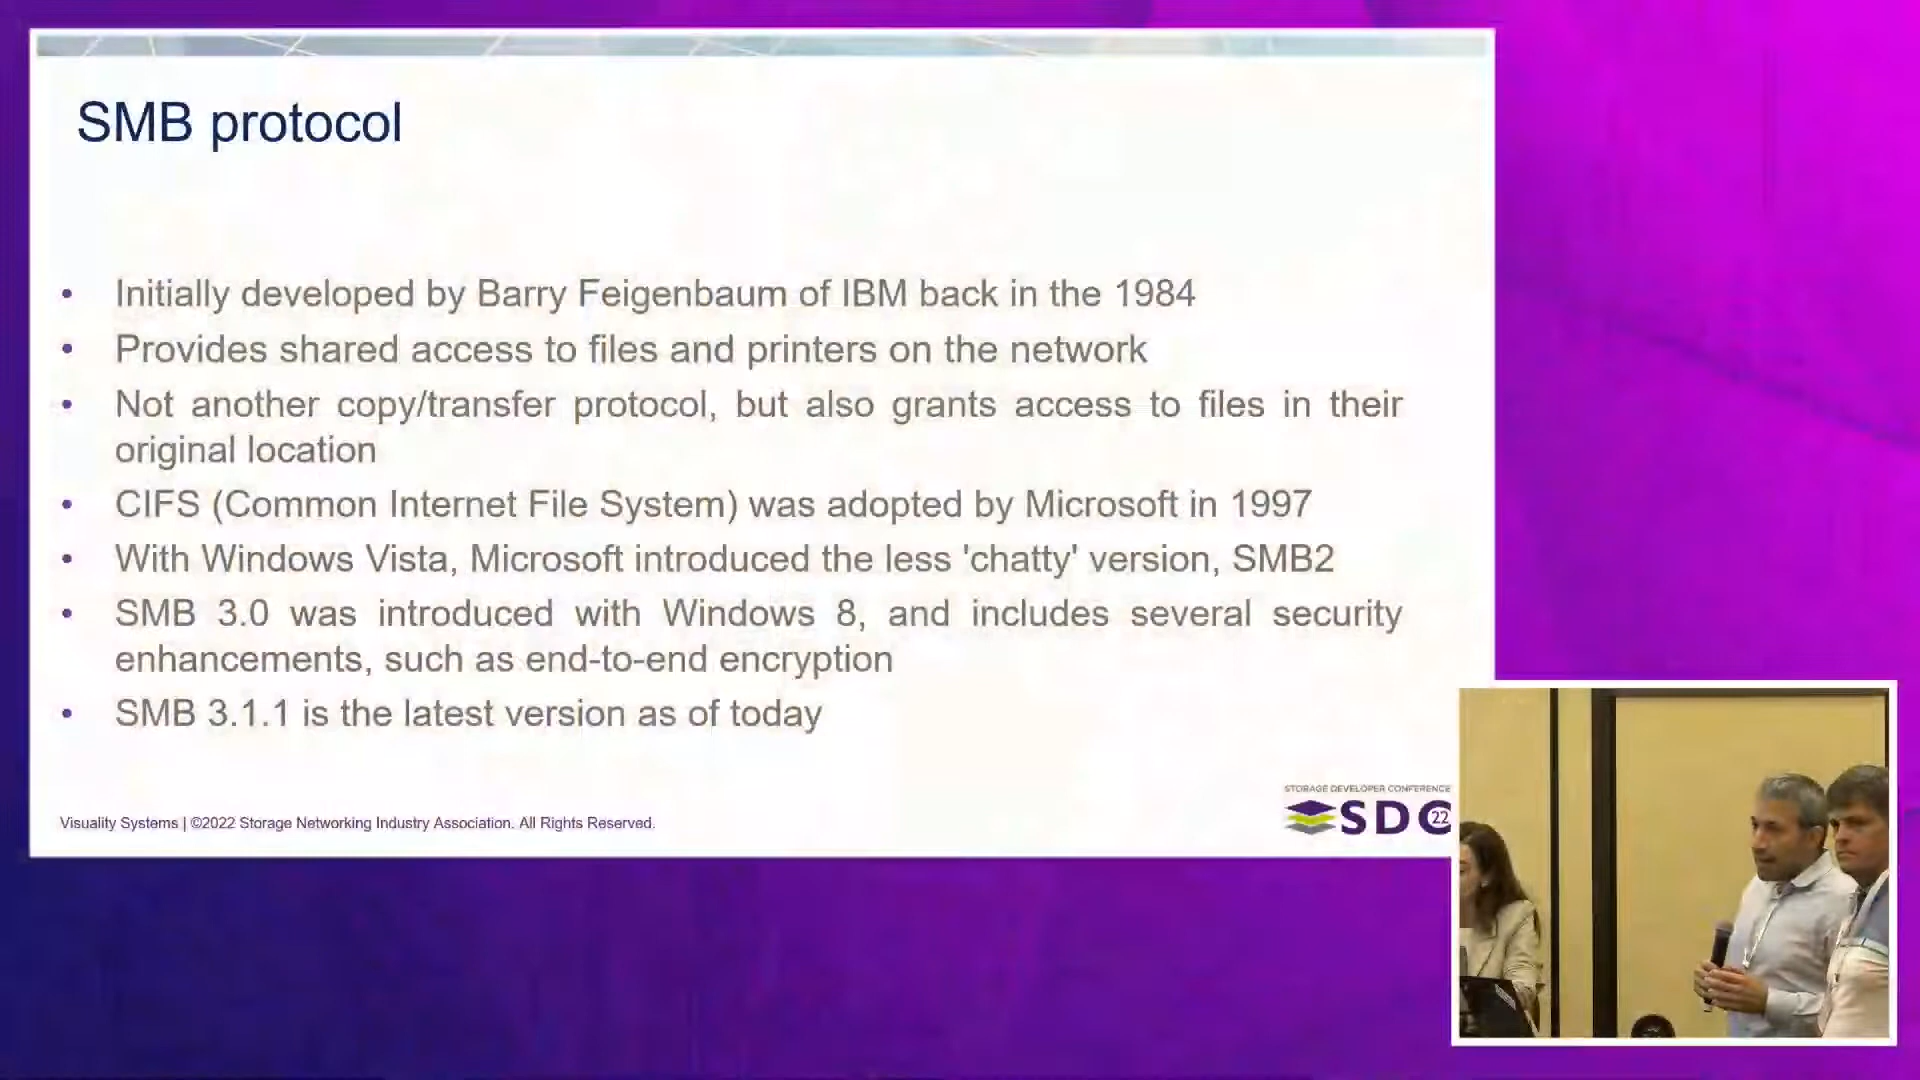 SMB protocol
• Initially developed by Barry Feigenbaum of IBM back in the 1984
• Provides shared access to files and printers on the network
• Not another copy/transfer protocol, but also grants access to files in their
original location
• CIFS (Common Internet File System) was adopted by Microsoft in 1997
• With Windows Vista, Microsoft introduced the less 'chatty' version, SMB2
• SMB 3.0 was introduced with Windows 8, and includes several security
enhancements, such as end-to-end encryption
• SMB 3.1.1 is the latest version as of today
Visuality Systems | ©2022 Storage Networking Industry Association. All Rights Reserved.
STORAGE DEVELOPER CONFERENCE
SDC 22